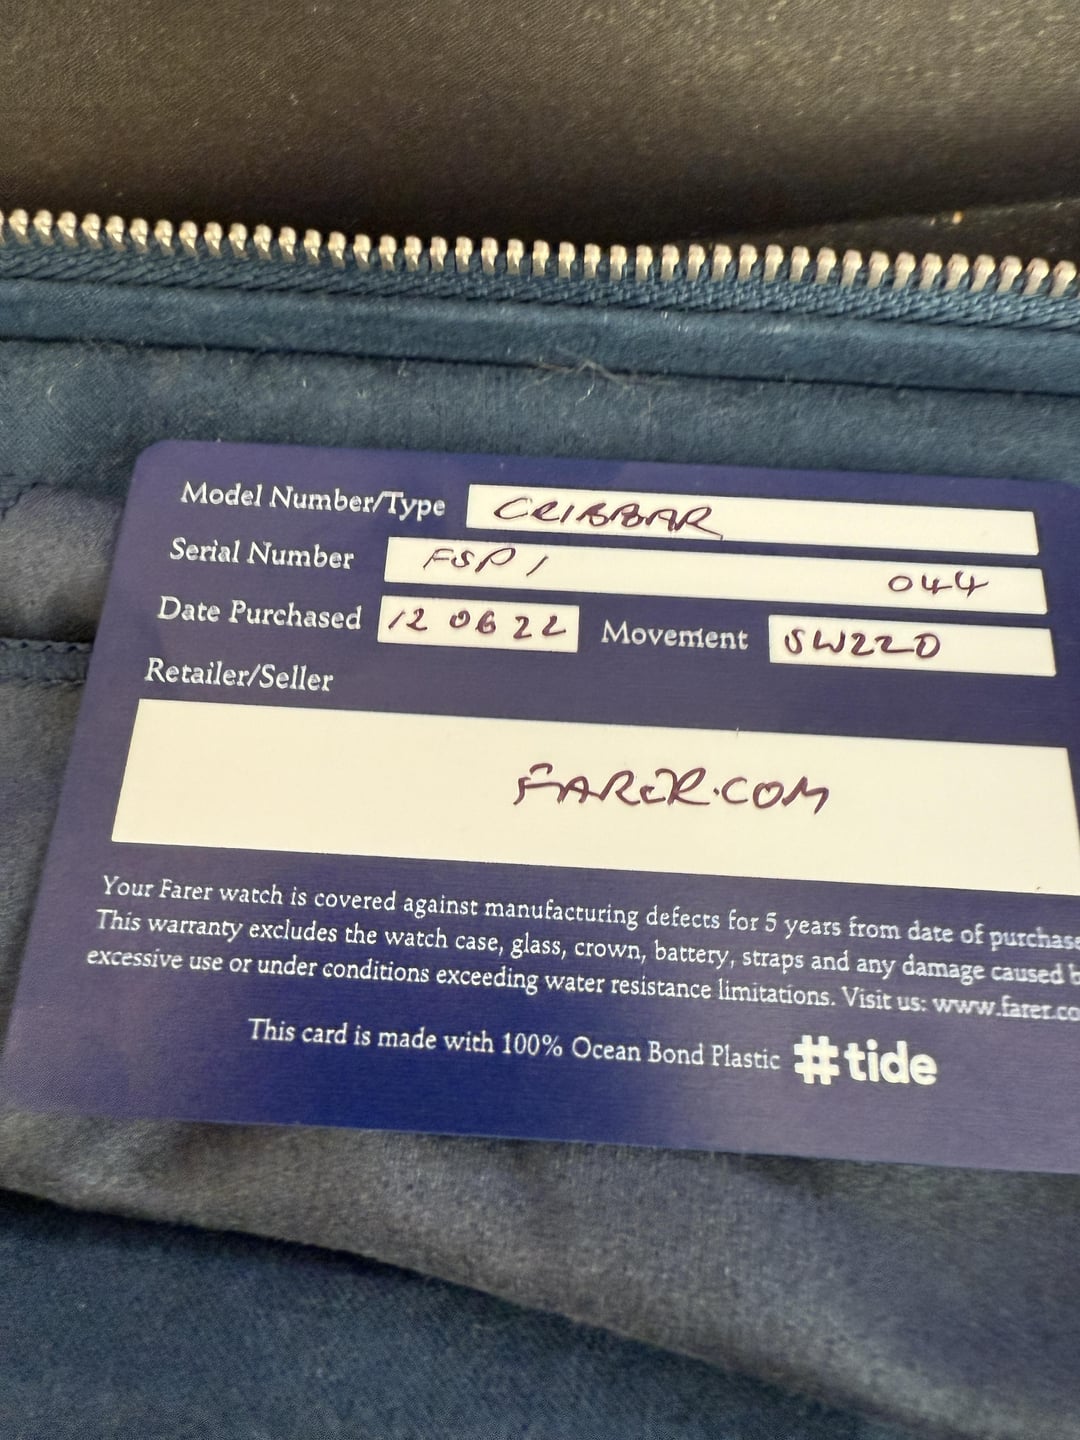 Model Number/Type CRIBBAR
Serial Number FSP1 044
Date Purchased 12 06 22 Movement SW220
Retailer/Seller
FARER.COM
Your Farer watch is covered against manufacturing defects for 5 years from date of purchase
This warranty excludes the watch case, glass, crown, battery, straps and any damage caused b
excessive use or under conditions exceeding water resistance limitations. Visit us: www.farer.co
This card is made with 100% Ocean Bond Plastic #tide